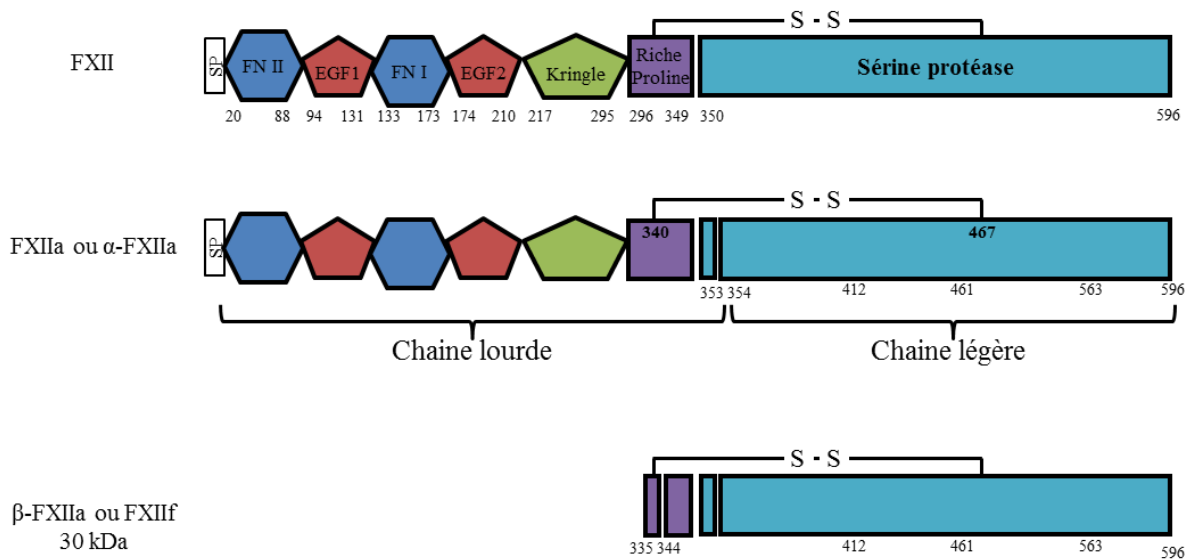 S - S
FXII
SP
FN II
EGF1
FN I
EGF2
Kringle
Riche
Proline
Sérine protéase
20 88 94 131 133 173 174 210 217 295 296 349 350 596
S - S
FXIIa ou α-FXIIa
SP
340
467
353 354 412 461 563 596
Chaine lourde
Chaine légère
S - S
β-FXIIa ou FXIIf
30 kDa
335 344 412 461 563 596